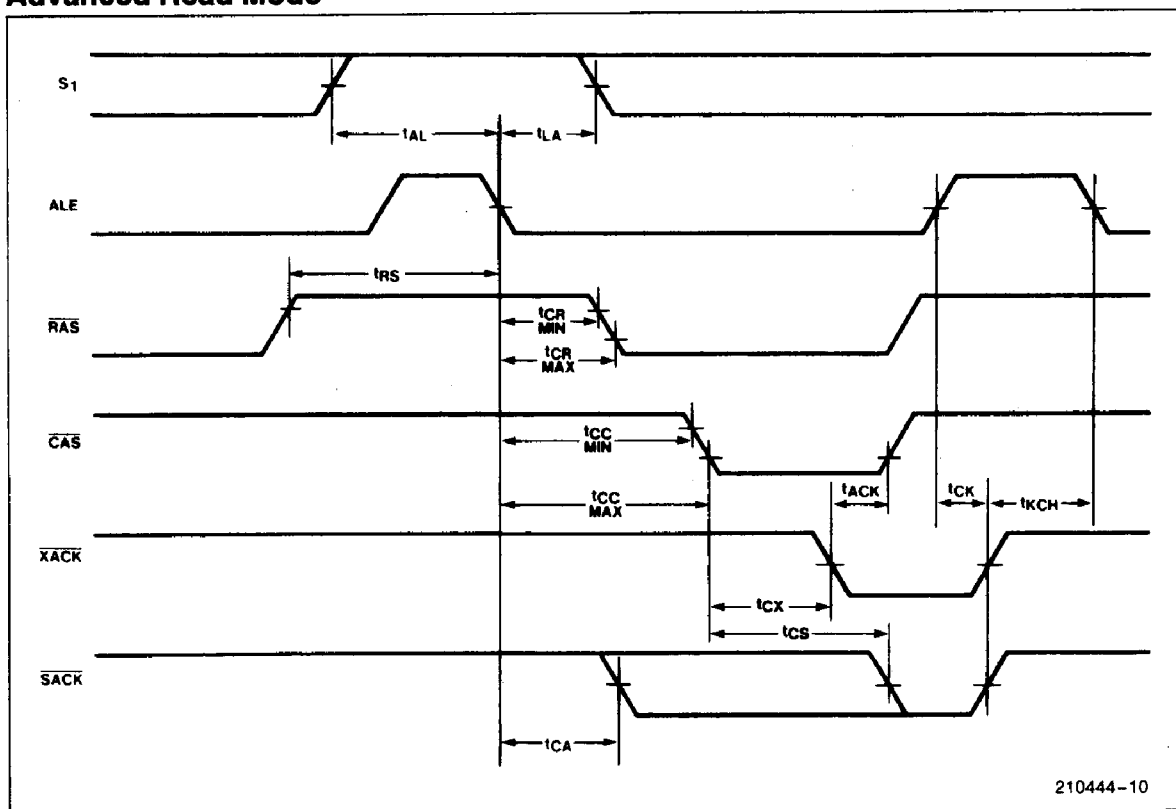 Advanced Read Mode
S1
tAL
tLA
ALE
tRS
RAS
tCR
MIN
tCR
MAX
CAS
tCC
MIN
tCC
MAX
tACK
tCK
tKCH
XACK
tCX
tCS
SACK
tCA
210444-10